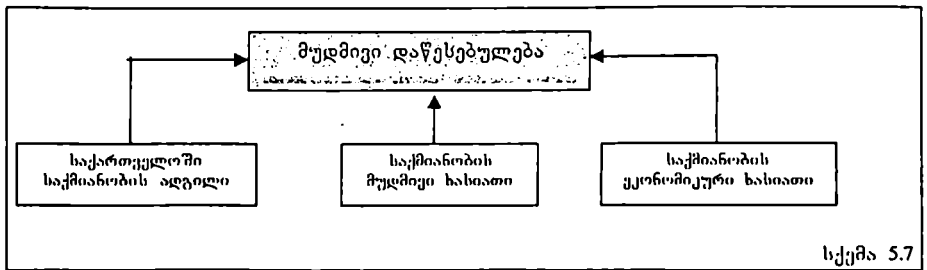 მუდმივი დაწესებულება
საქართველოში
საქმიანობის ადგილი
საქმიანობის
მუდმივი ხასიათი
საქმიანობის
ეკონომიკური ხასიათი
სქემა 5.7